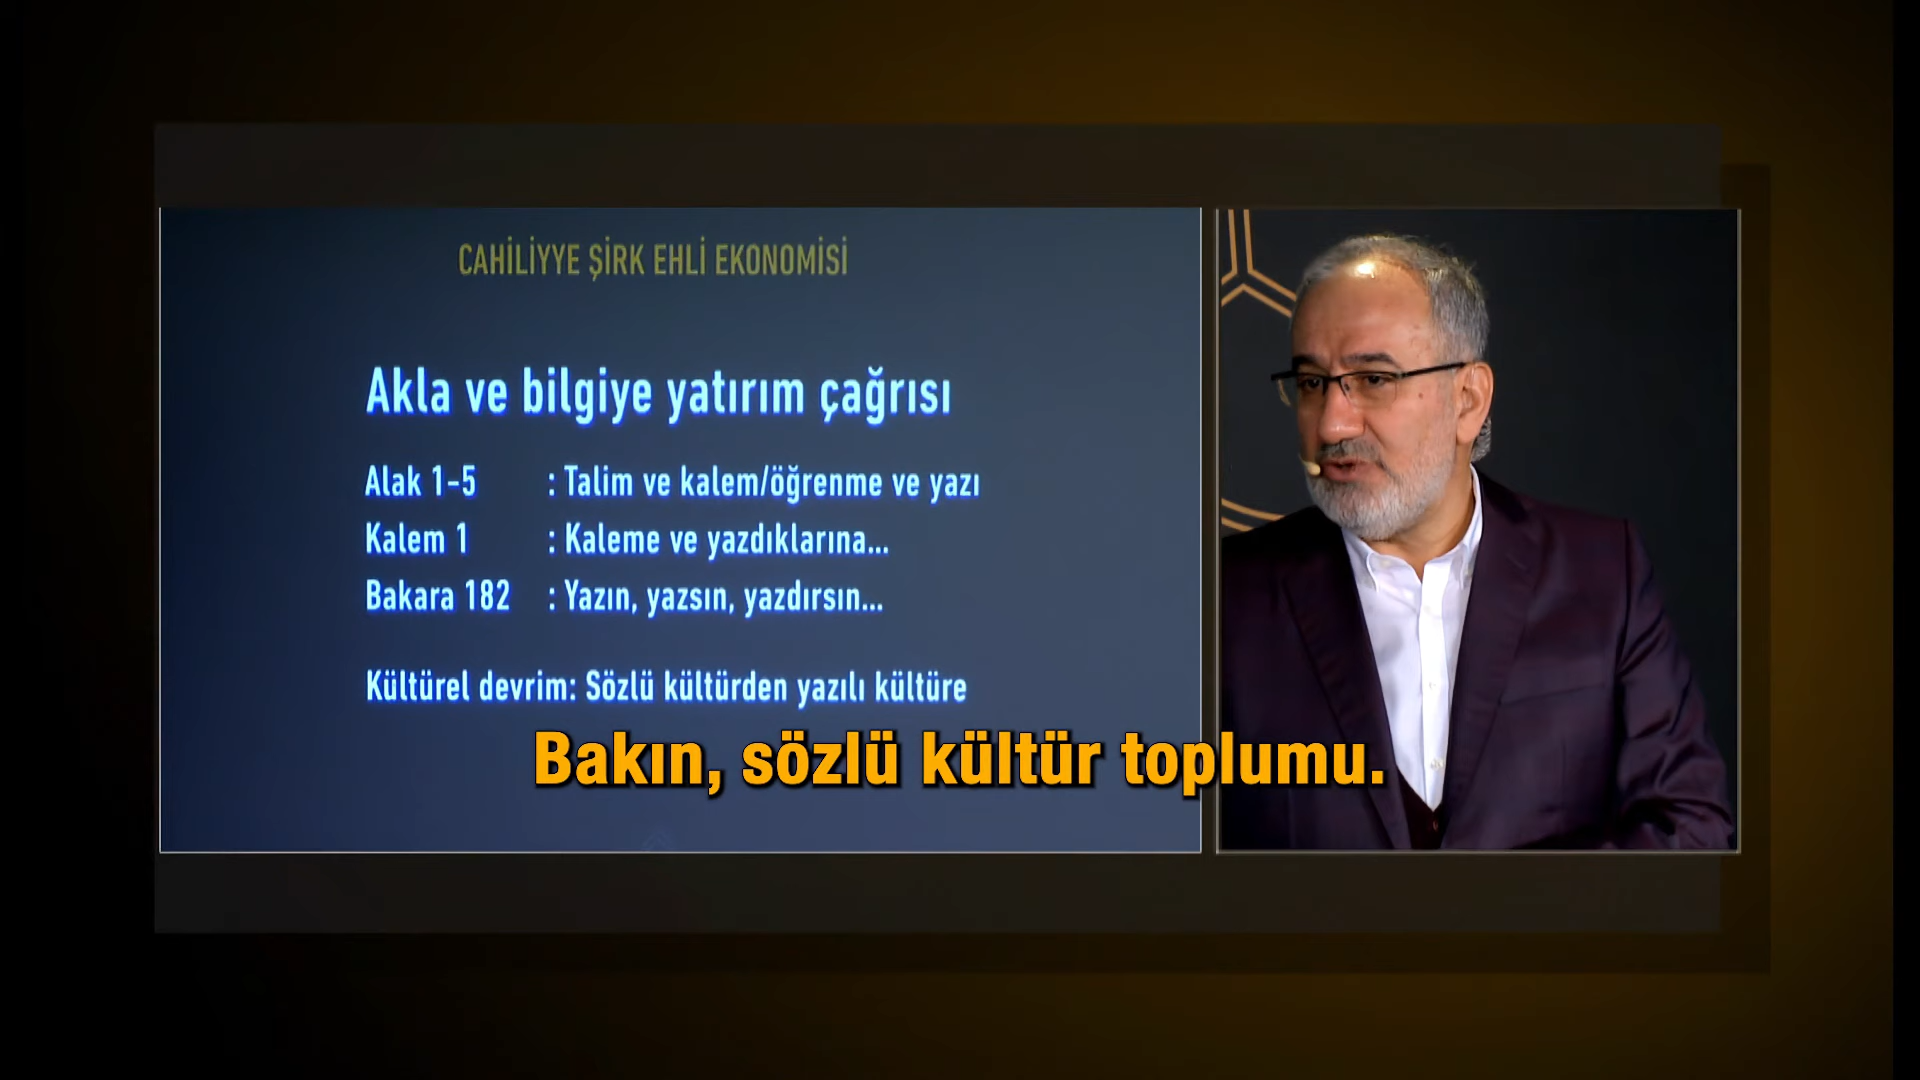 CAHİLİYYE ŞİRK EHLİ EKONOMİSİ
Akla ve bilgiye yatırım çağrısı
Alak 1-5 : Talim ve kalem/öğrenme ve yazı
Kalem 1 : Kaleme ve yazdıklarına...
Bakara 182 : Yazın, yazsın, yazdırsın...
Kültürel devrim: Sözlü kültürden yazılı kültüre
Bakın, sözlü kültür toplumu.